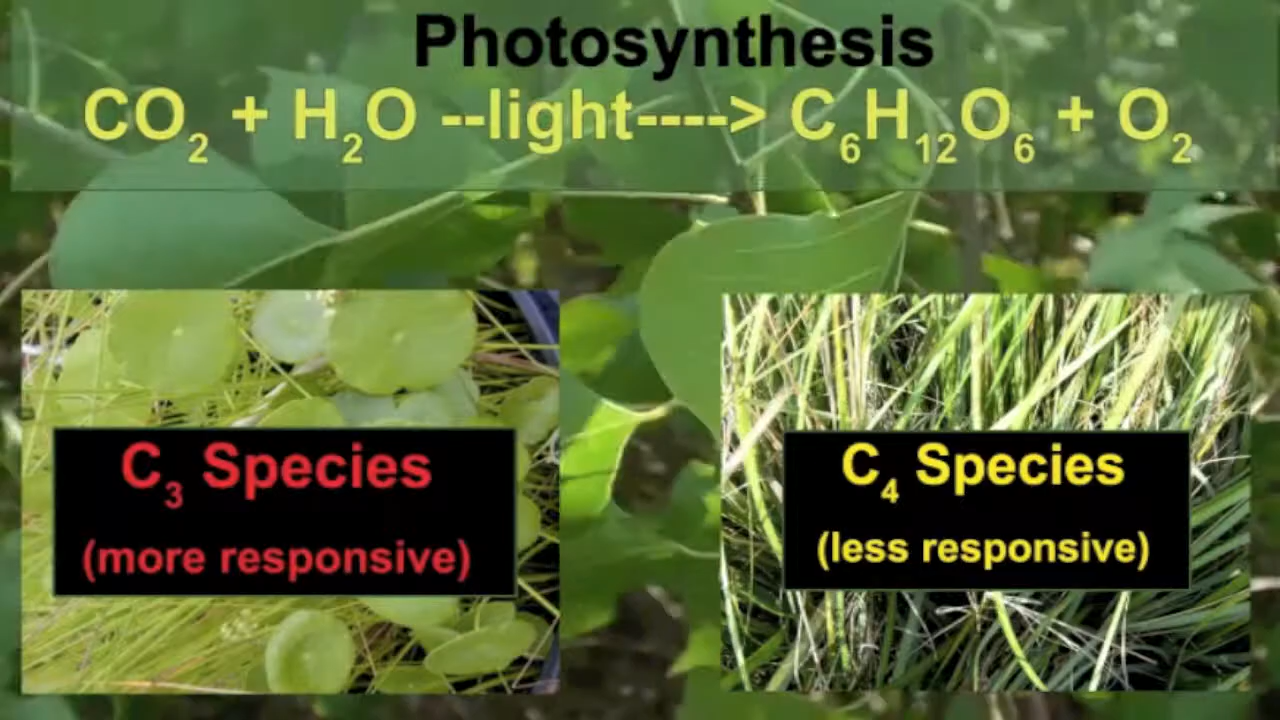 Photosynthesis
CO₂ + H₂O --light----> C₆H₁₂O₆ + O₂
C₃ Species
(more responsive)
C₄ Species
(less responsive)